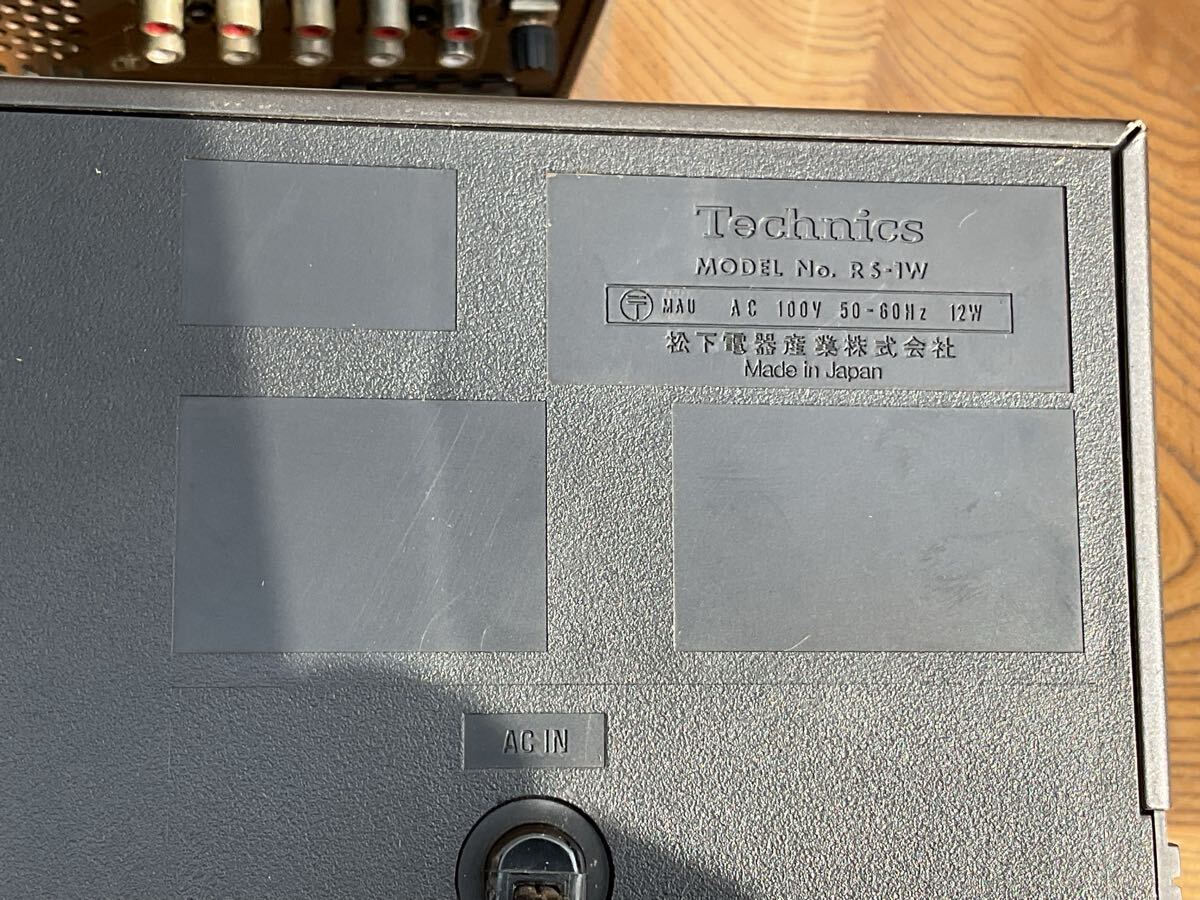 Technics
MODEL No. RS-1W
〒 MAU AC 100V 50-60Hz 12W
松下電器産業株式会社
Made in Japan
AC IN